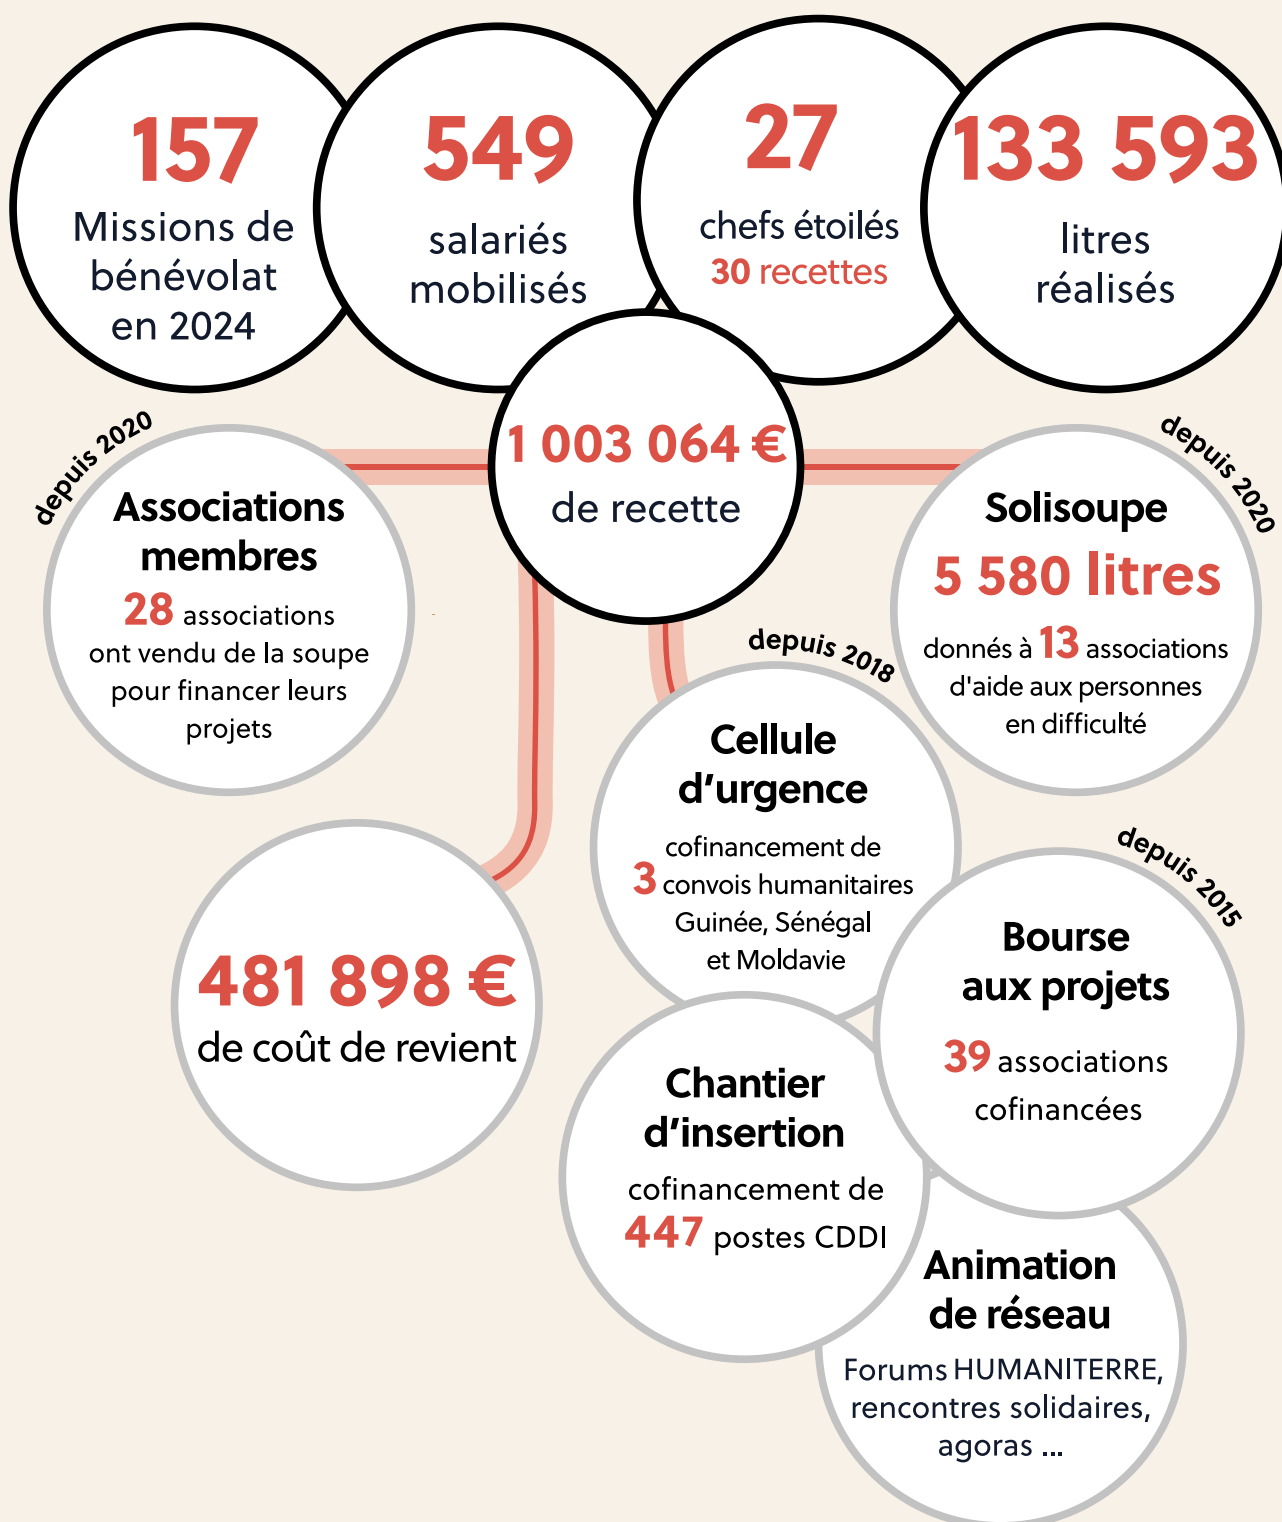 157
Missions de
bénévolat
en 2024
549
salariés
mobilisés
27
chefs étoilés
30 recettes
133 593
litres
réalisés
1 003 064 €
de recette
depuis 2020
Associations
membres
28 associations
ont vendu de la soupe
pour financer leurs
projets
depuis 2020
Solisoupe
5 580 litres
donnés à 13 associations
d'aide aux personnes
en difficulté
depuis 2018
Cellule
d’urgence
cofinancement de
3 convois humanitaires
Guinée, Sénégal
et Moldavie
depuis 2015
Bourse
aux projets
39 associations
cofinancées
481 898 €
de coût de revient
Chantier
d’insertion
cofinancement de
447 postes CDDI
Animation
de réseau
Forums HUMANITERRE,
rencontres solidaires,
agoras ...